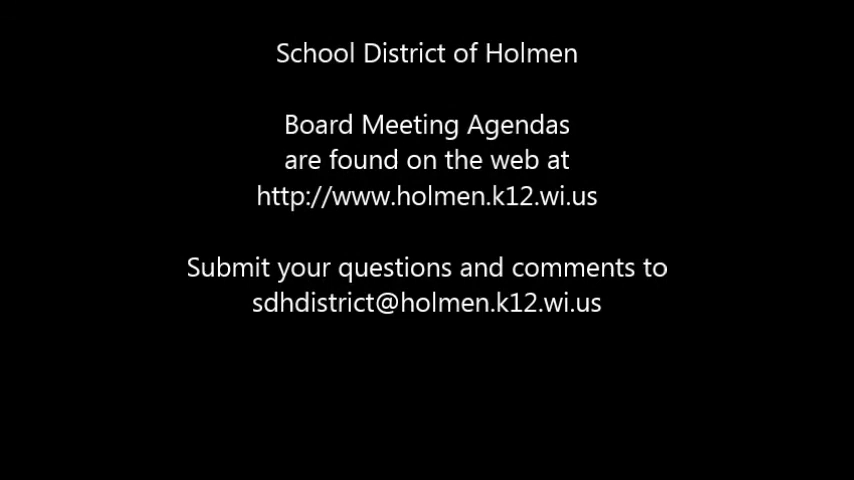 School District of Holmen
Board Meeting Agendas
are found on the web at
http://www.holmen.k12.wi.us
Submit your questions and comments to
sdhdistrict@holmen.k12.wi.us